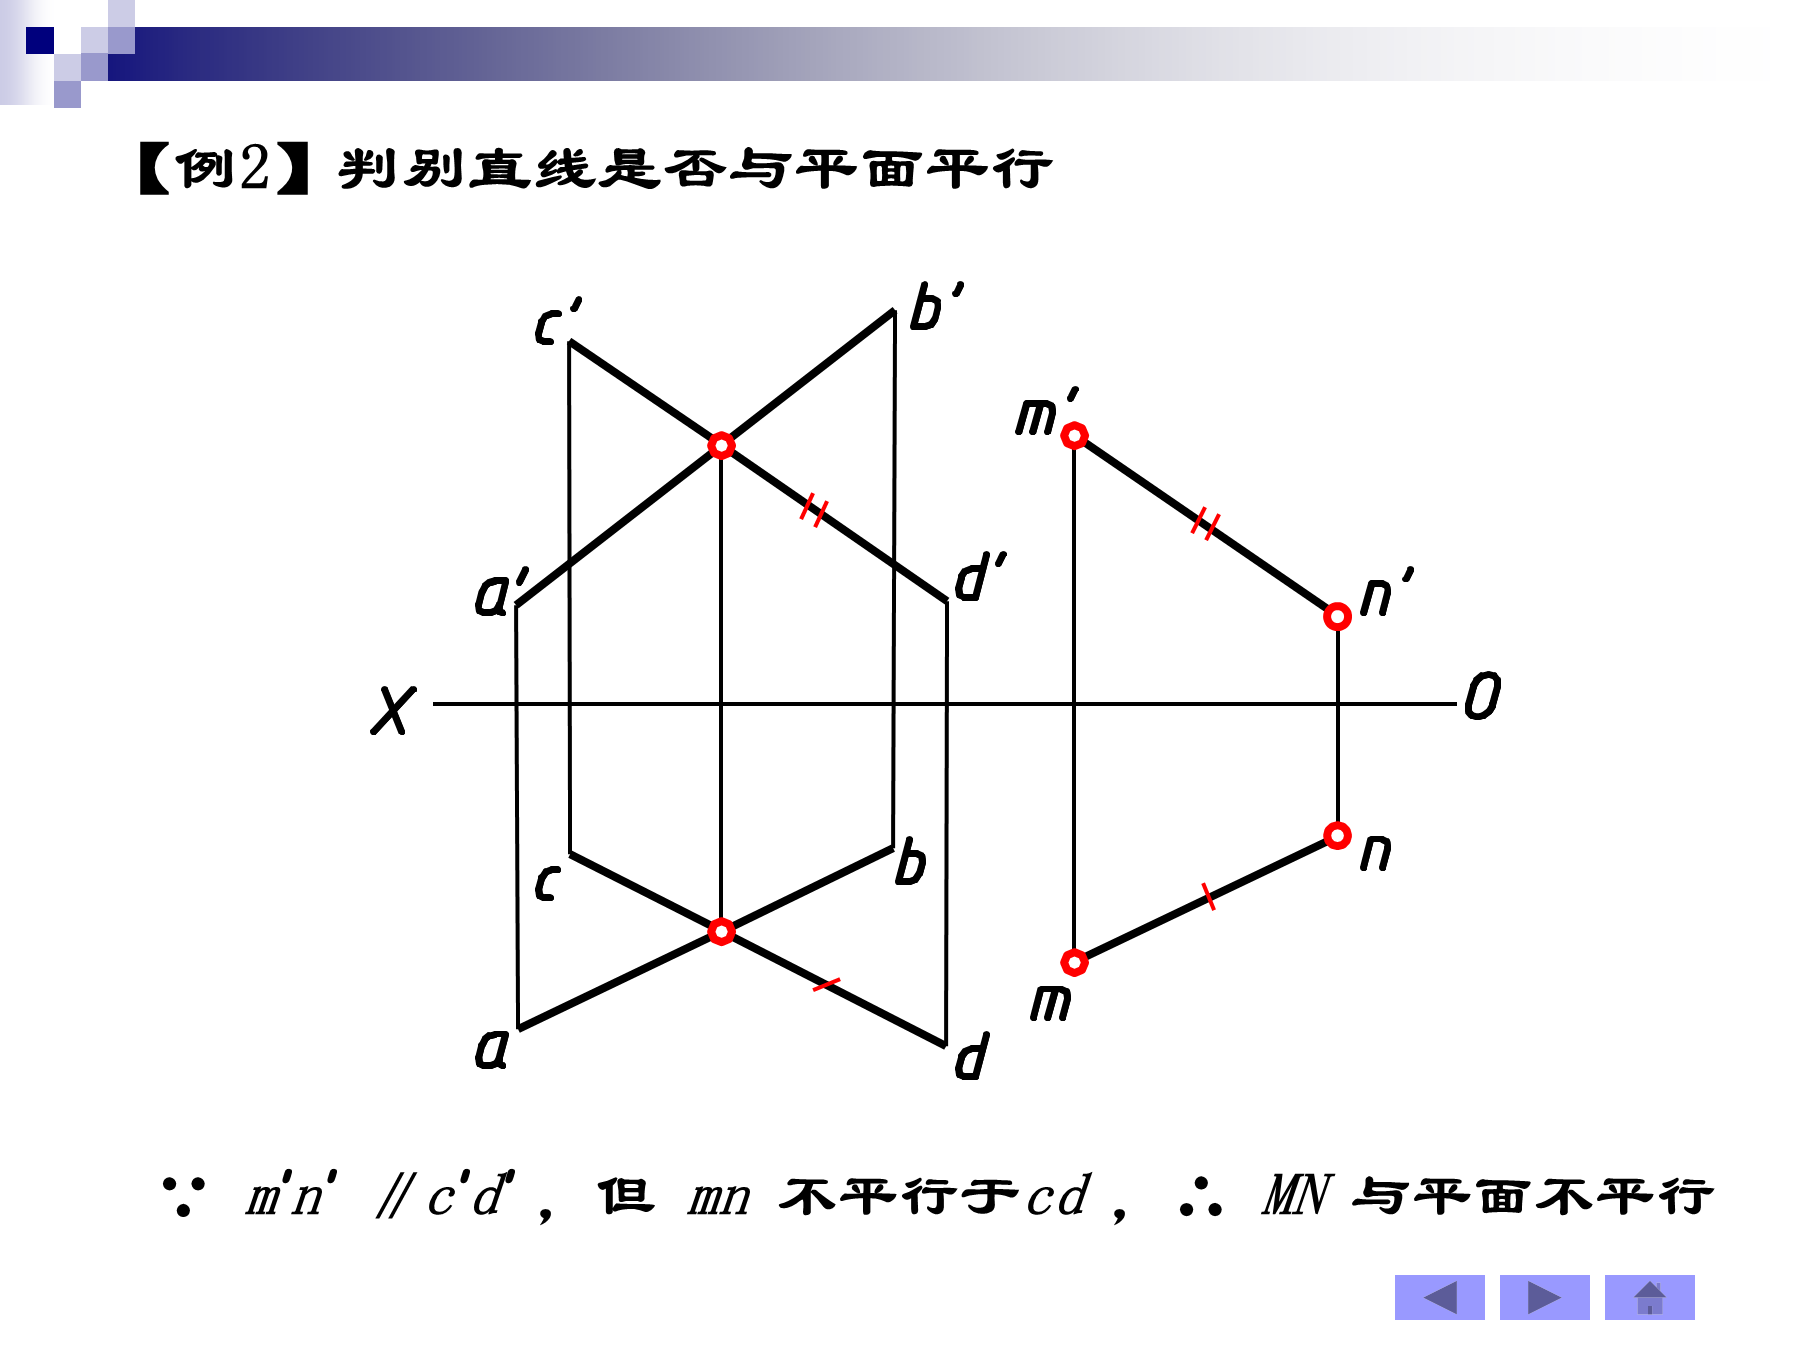 【例2】判别直线是否与平面平行
c′
b′
m′
a′
d′
n′
X
O
c
b
n
m
a
d
∵ m′n′ ∥c′d′，但 mn 不平行于cd ，∴ MN 与平面不平行